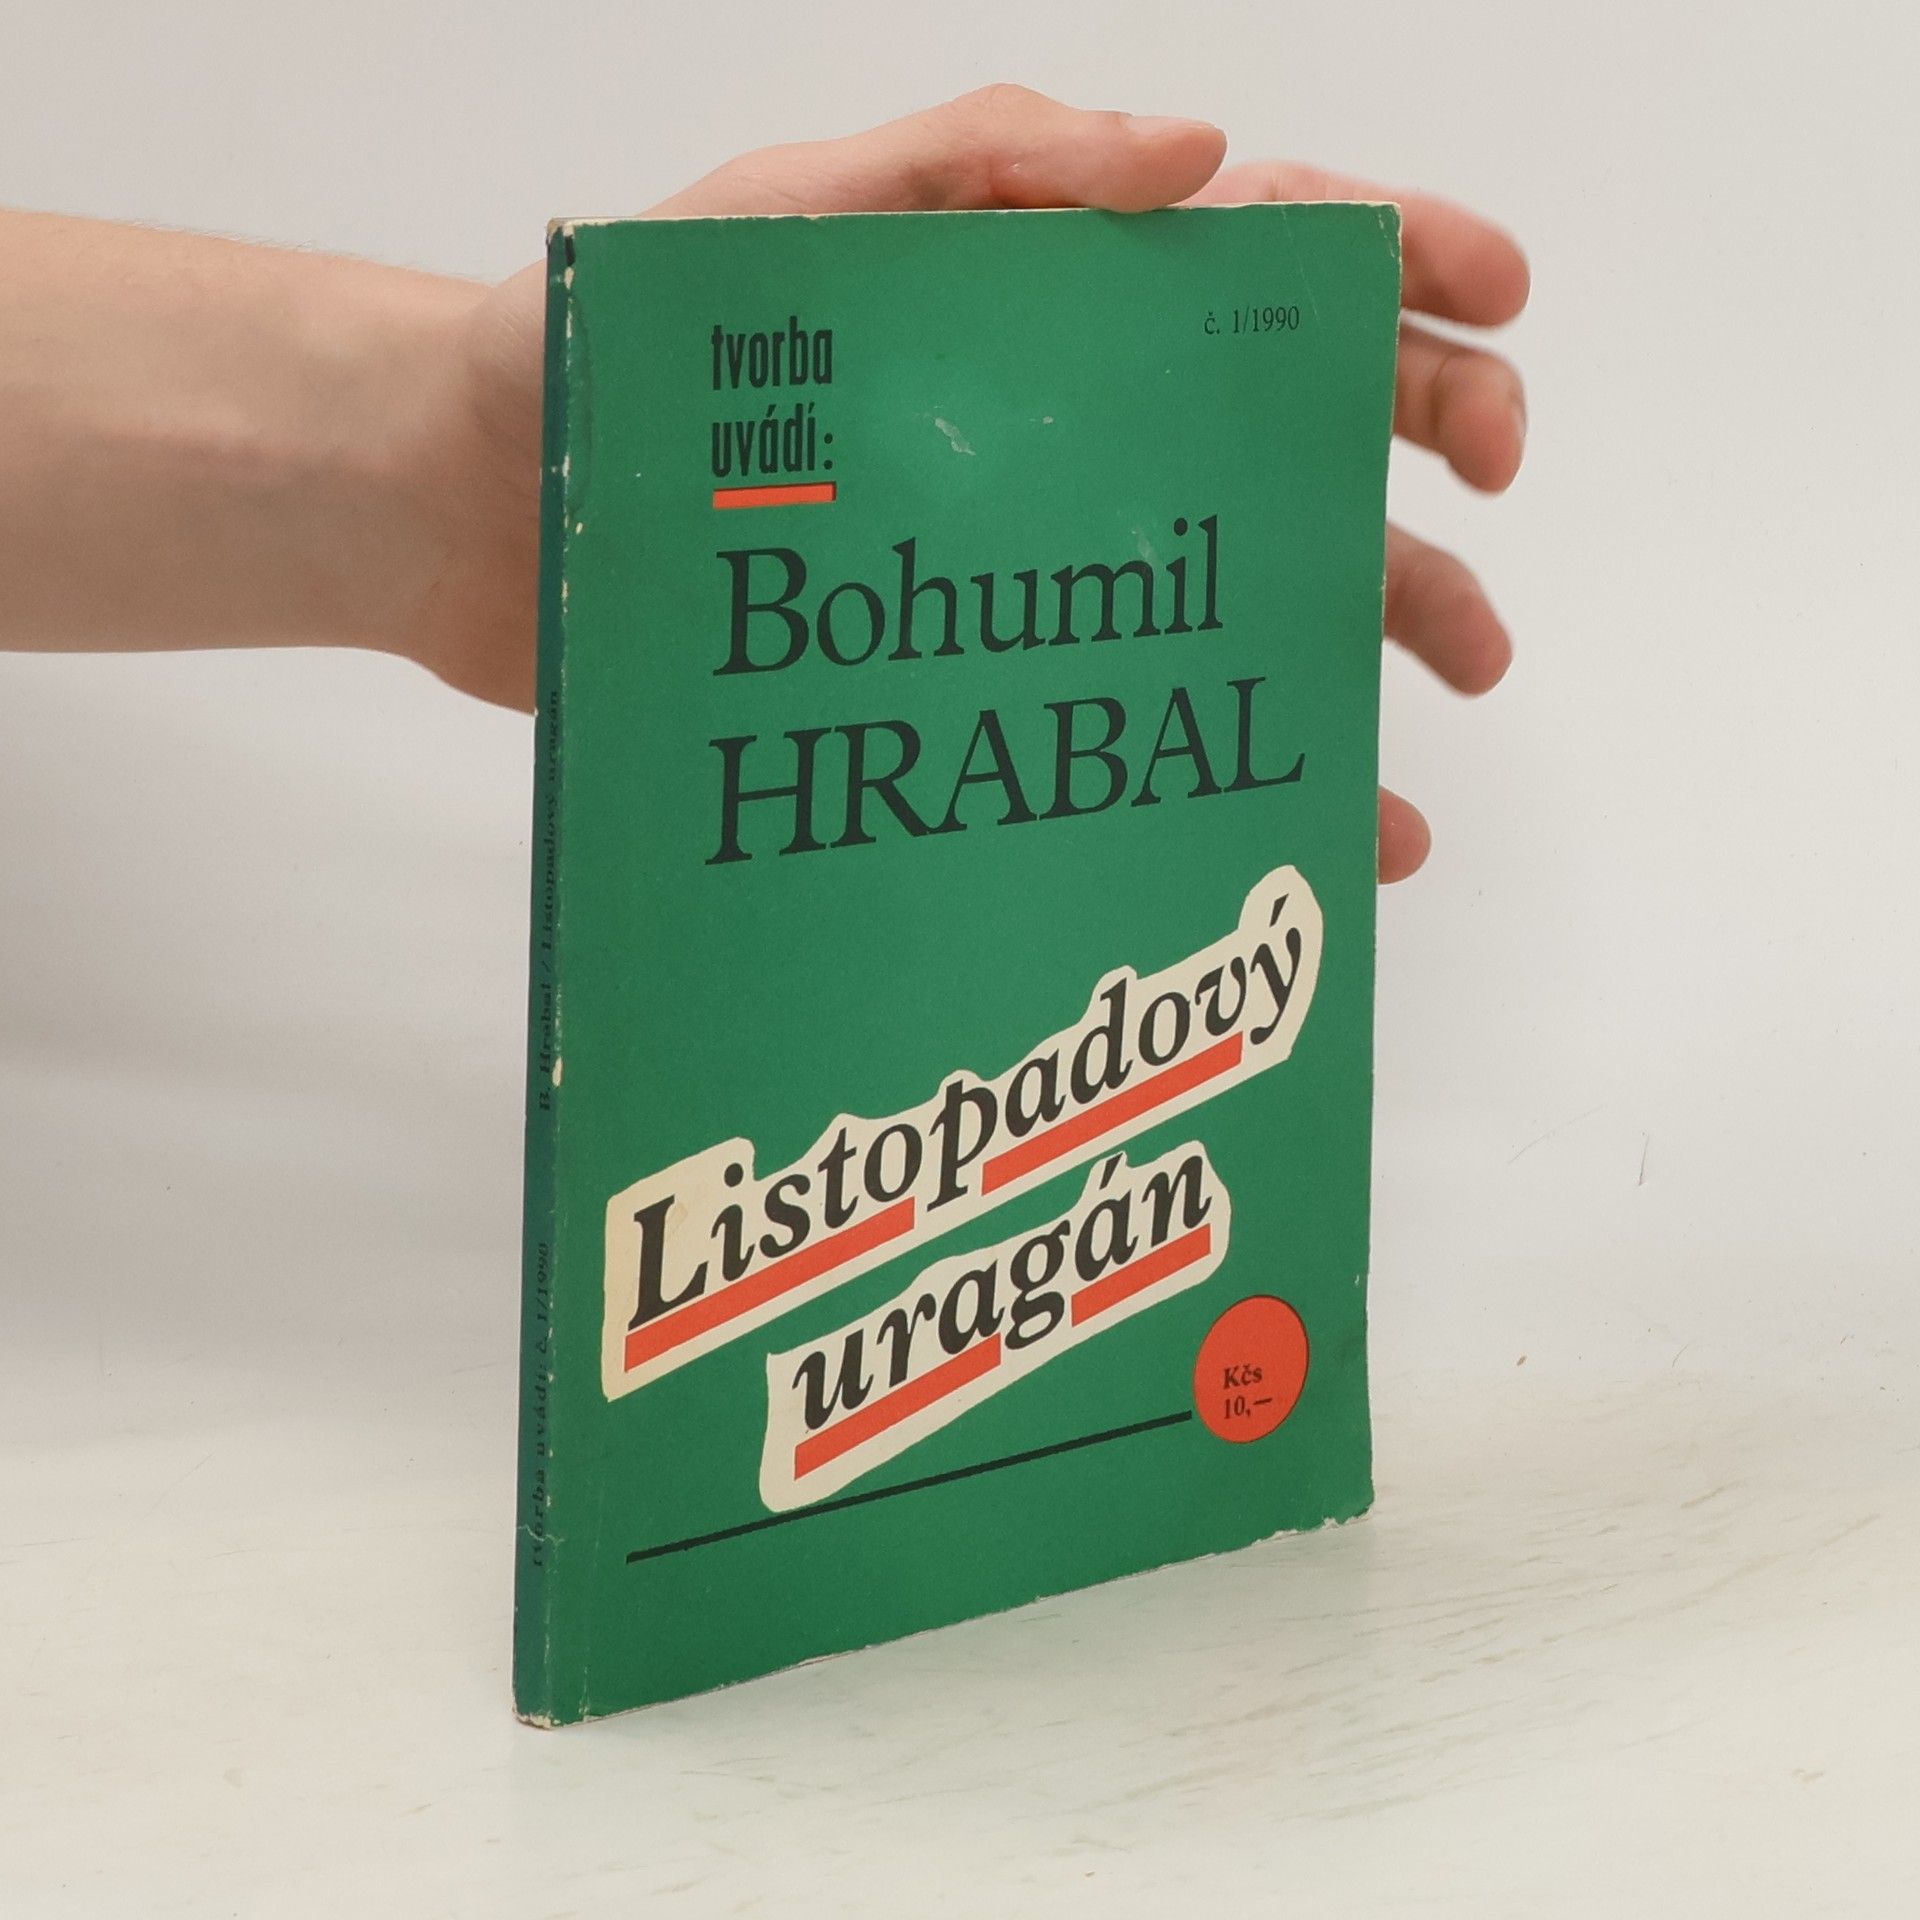 tvorba
uvádí:
č. 1/1990
Bohumil
HRABAL
Listopadový
uragán
Kčs
10,—
B. Hrabal / Listopadový uragán
tvorba uvádí: č. 1/1990